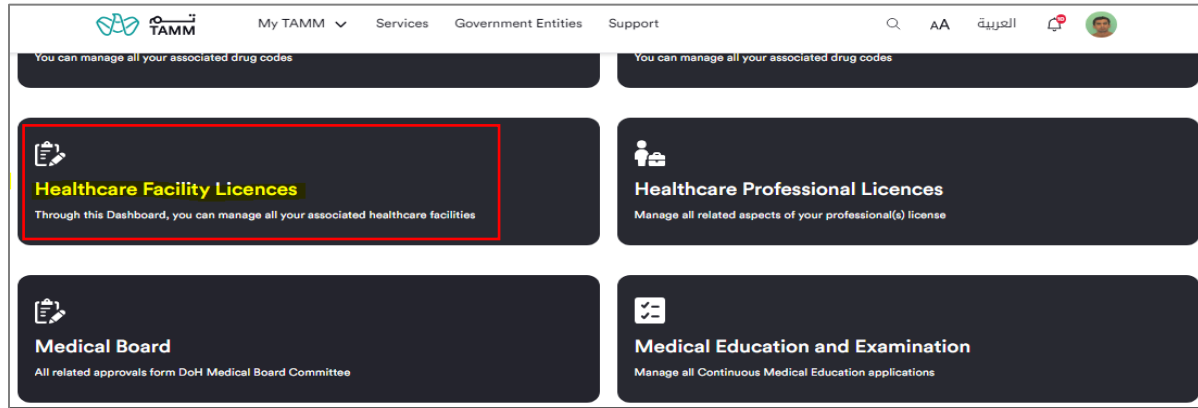 تـــم
TAMM
My TAMM
Services
Government Entities
Support
AA
العربية
You can manage all your associated drug codes
You can manage all your associated drug codes
Healthcare Facility Licences
Through this Dashboard, you can manage all your associated healthcare facilities
Healthcare Professional Licences
Manage all related aspects of your professional(s) license
Medical Board
All related approvals form DoH Medical Board Committee
Medical Education and Examination
Manage all Continuous Medical Education applications